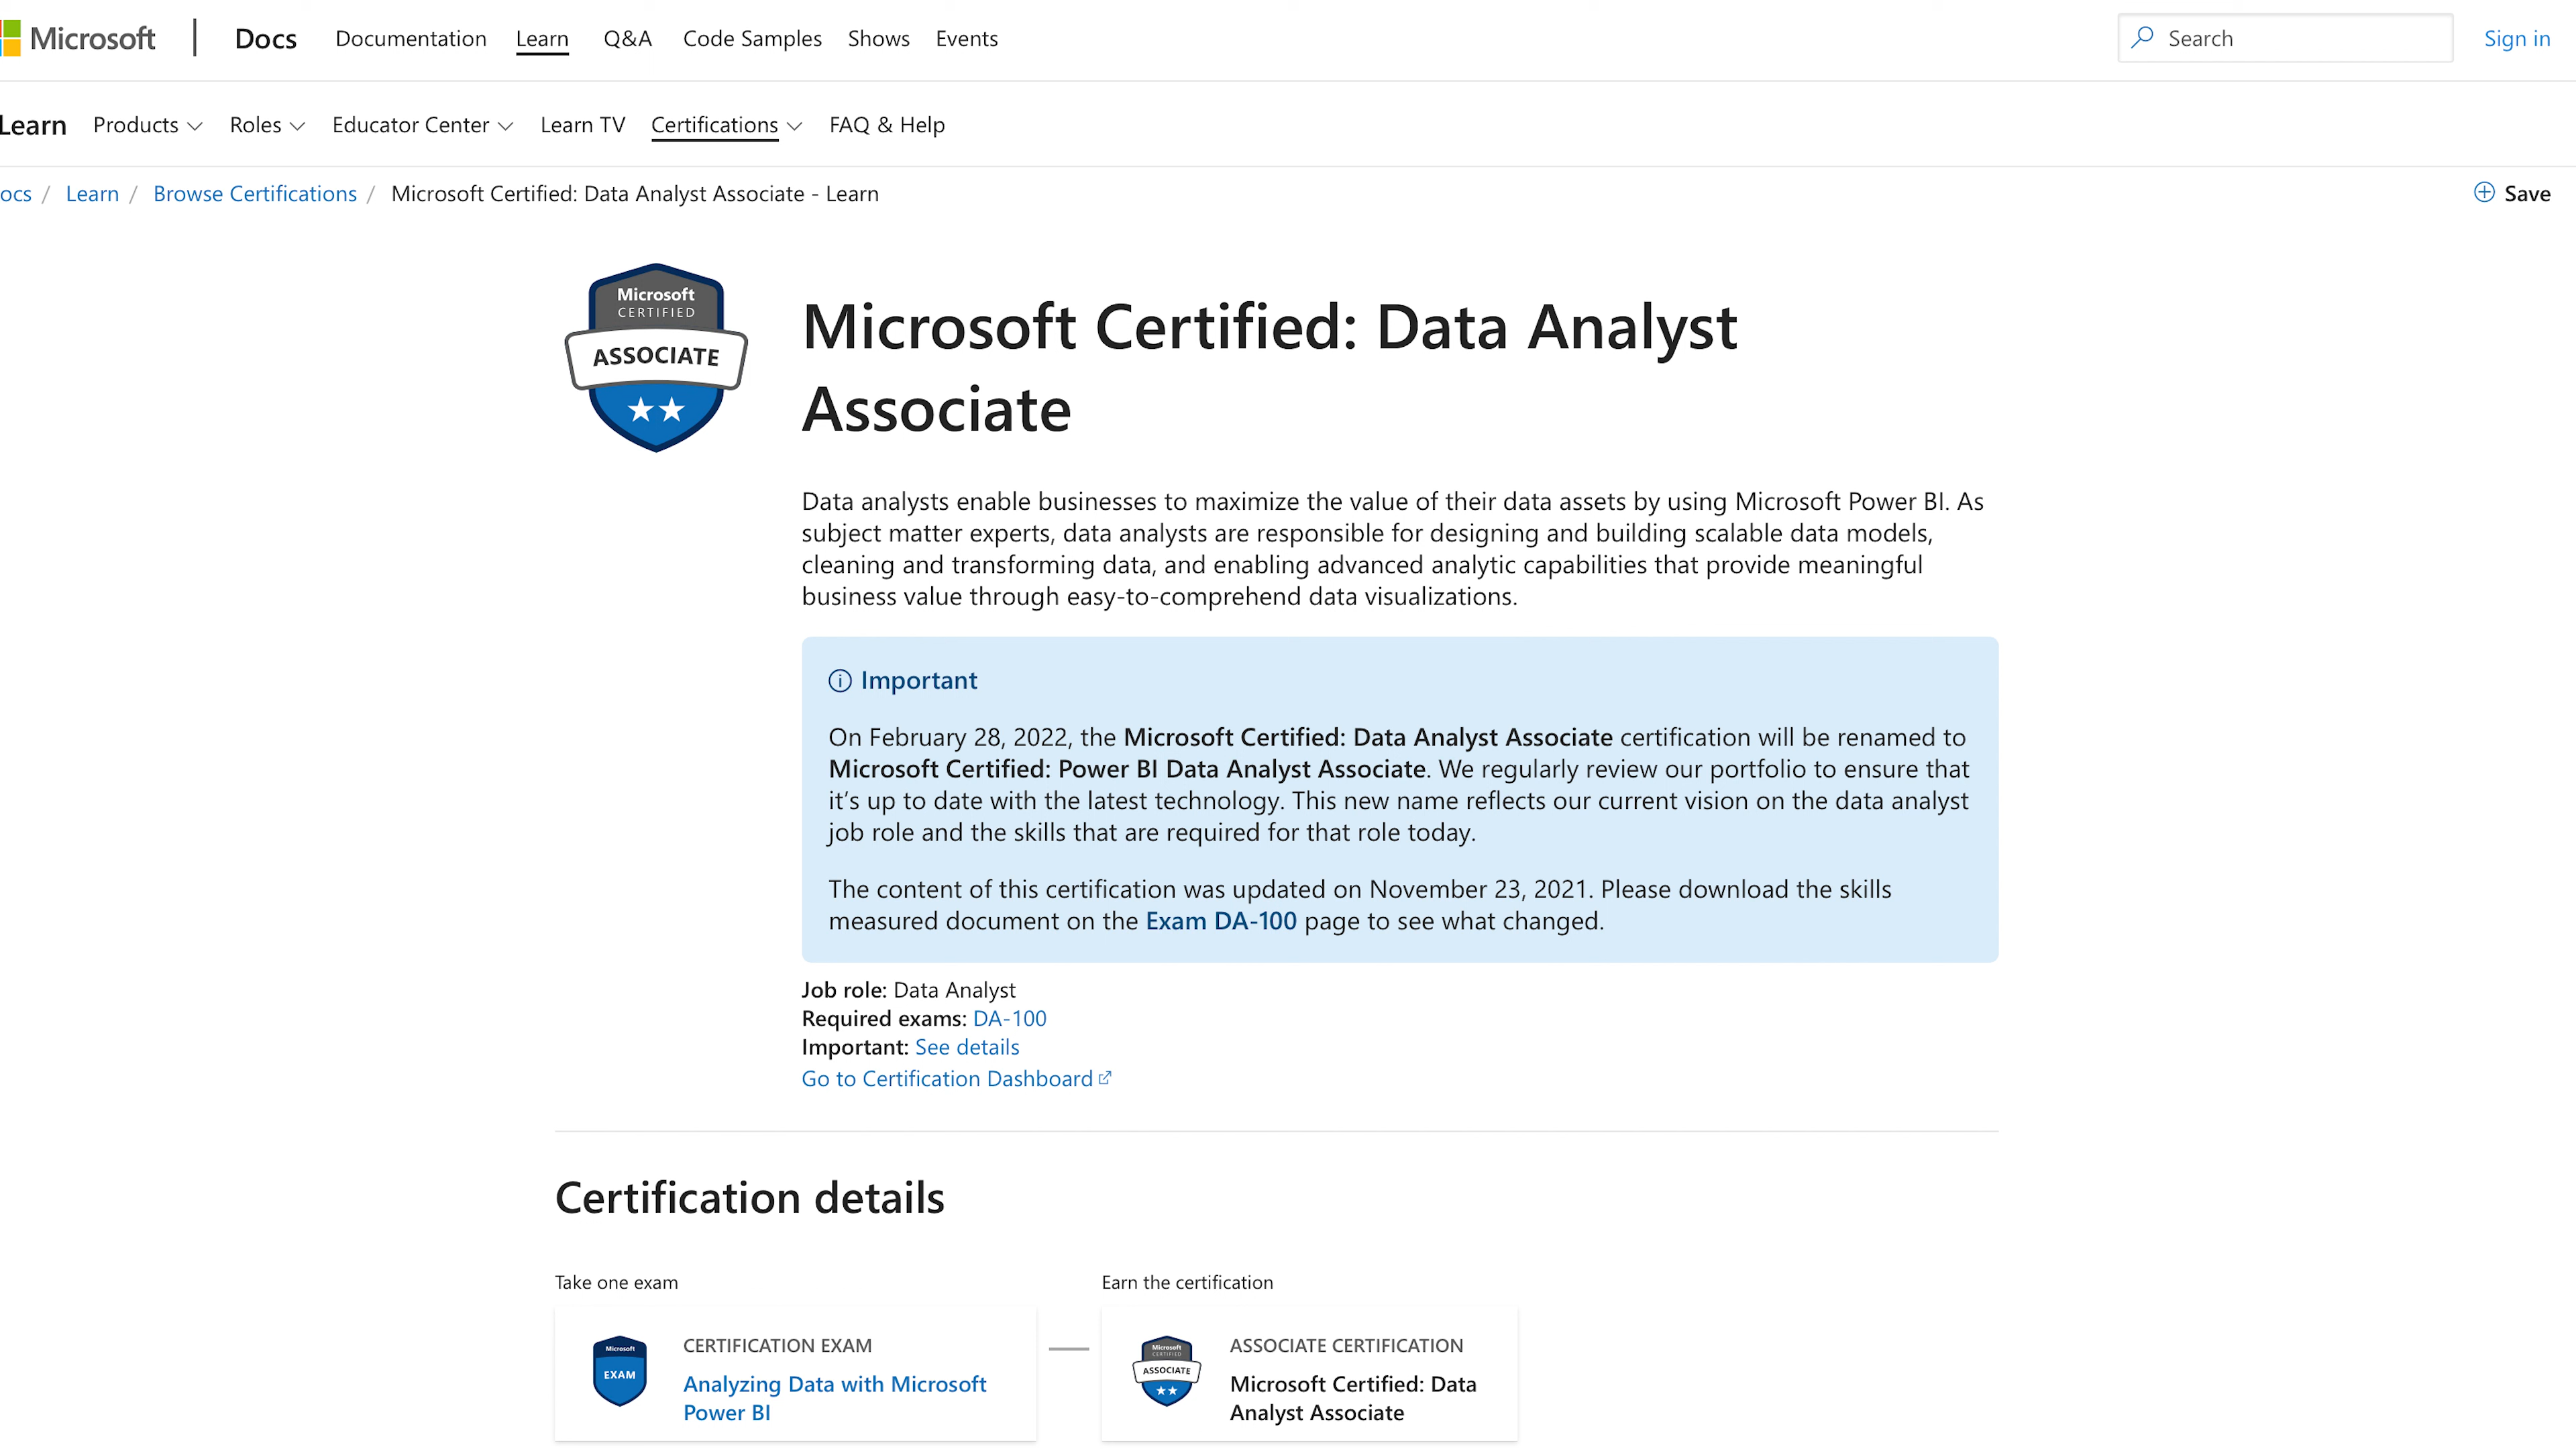 Microsoft | Docs Documentation Learn Q&A Code Samples Shows Events Search Sign in
Learn Products Roles Educator Center Learn TV Certifications FAQ & Help
ocs / Learn / Browse Certifications / Microsoft Certified: Data Analyst Associate - Learn Save
Microsoft
CERTIFIED
ASSOCIATE
Microsoft Certified: Data Analyst
Associate
Data analysts enable businesses to maximize the value of their data assets by using Microsoft Power BI. As
subject matter experts, data analysts are responsible for designing and building scalable data models,
cleaning and transforming data, and enabling advanced analytic capabilities that provide meaningful
business value through easy-to-comprehend data visualizations.
Important
On February 28, 2022, the Microsoft Certified: Data Analyst Associate certification will be renamed to
Microsoft Certified: Power BI Data Analyst Associate. We regularly review our portfolio to ensure that
it’s up to date with the latest technology. This new name reflects our current vision on the data analyst
job role and the skills that are required for that role today.
The content of this certification was updated on November 23, 2021. Please download the skills
measured document on the Exam DA-100 page to see what changed.
Job role: Data Analyst
Required exams: DA-100
Important: See details
Go to Certification Dashboard
Certification details
Take one exam
Microsoft
EXAM
CERTIFICATION EXAM
Analyzing Data with Microsoft
Power BI
Earn the certification
Microsoft
CERTIFIED
ASSOCIATE
ASSOCIATE CERTIFICATION
Microsoft Certified: Data
Analyst Associate